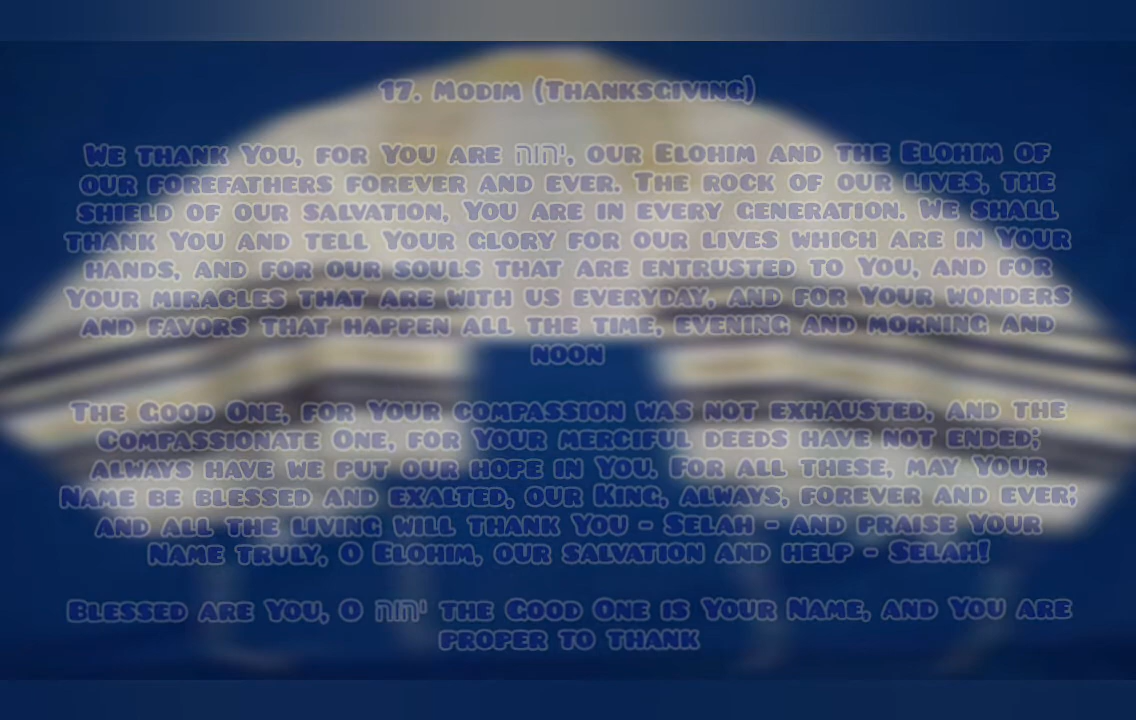 17. Modim (Thanksgiving)
We thank You, for You are יהוה, our Elohim and the Elohim of
our forefathers forever and ever. The rock of our lives, the
shield of our salvation, You are in every generation. We shall
thank You and tell Your glory for our lives which are in Your
hands, and for our souls that are entrusted to You, and for
Your miracles that are with us everyday, and for Your wonders
and favors that happen all the time, evening and morning and
noon
The Good One, for Your compassion was not exhausted, and the
Compassionate One, for Your merciful deeds have not ended;
always have we put our hope in You. For all these, may Your
Name be blessed and exalted, our King, always, forever and ever;
and all the living will thank You - Selah - and praise Your
Name truly, O Elohim, our salvation and help - Selah!
Blessed are You, O יהוה the Good One is Your Name, and You are
proper to thank